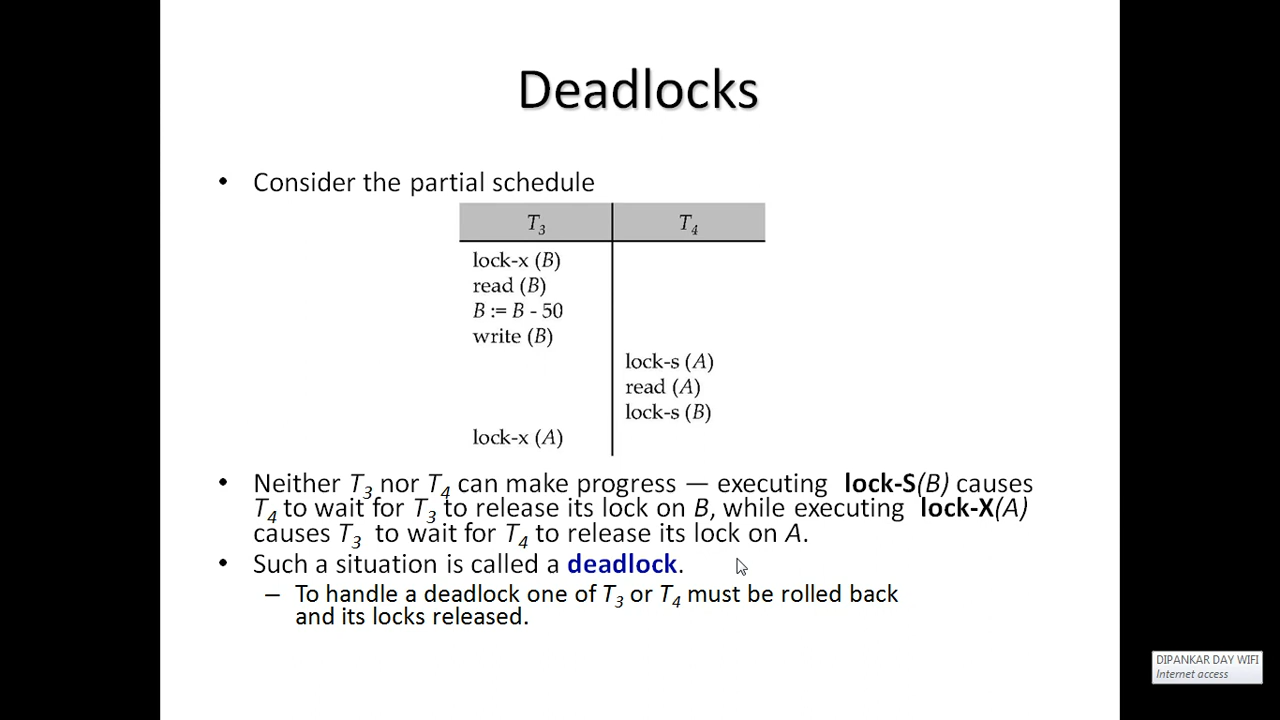 Deadlocks
• Consider the partial schedule
T3 T4
lock-x (B)
read (B)
B := B - 50
write (B)
lock-s (A)
read (A)
lock-s (B)
lock-x (A)
• Neither T3 nor T4 can make progress — executing lock-S(B) causes
T4 to wait for T3 to release its lock on B, while executing lock-X(A)
causes T3 to wait for T4 to release its lock on A.
• Such a situation is called a deadlock.
– To handle a deadlock one of T3 or T4 must be rolled back
and its locks released.
DIPANKAR DAY WIFI
Internet access